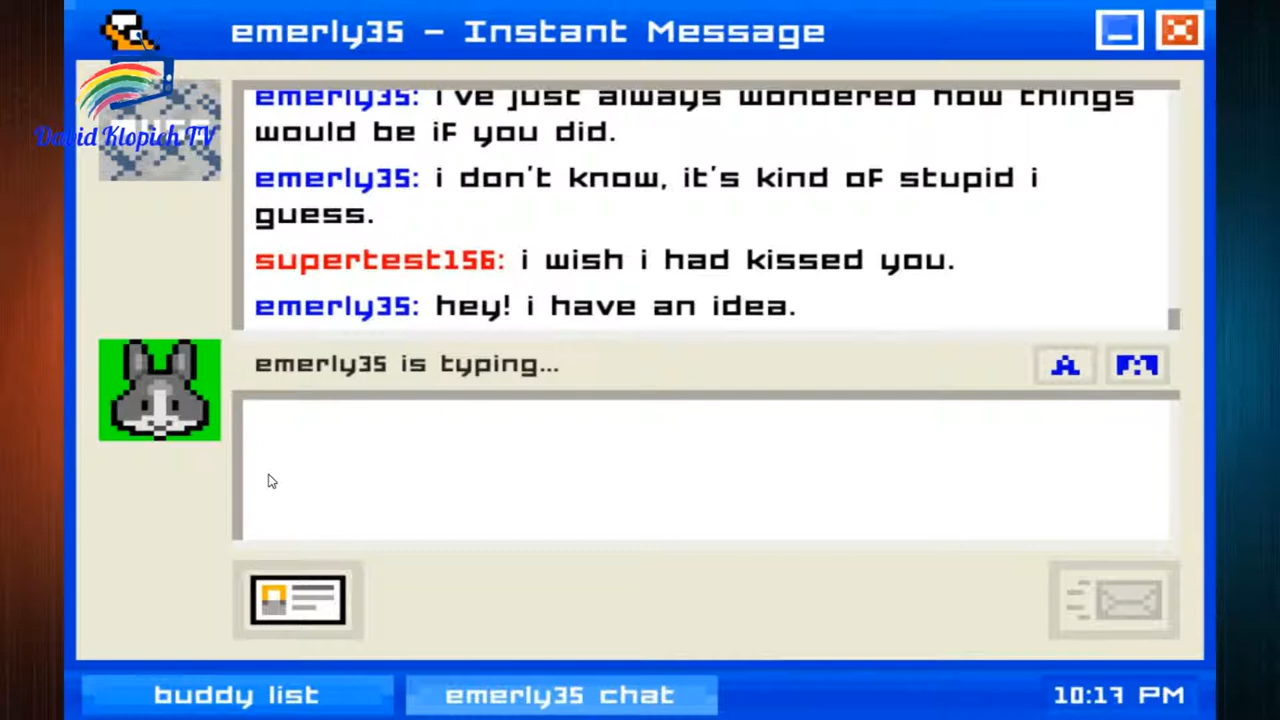 emerly35 – Instant Message
David Klopich TV
emerly35: i've just always wondered how things
would be if you did.
emerly35: i don't know, it's kind of stupid i
guess.
supertest156: i wish i had kissed you.
emerly35: hey! i have an idea.
emerly35 is typing...
A
buddy list
emerly35 chat
10:17 PM